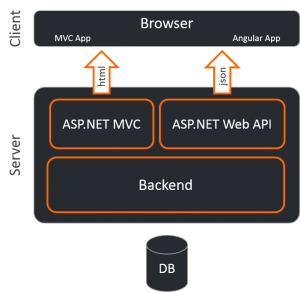 Client
Browser
MVC App
Angular App
html
json
Server
ASP.NET MVC
ASP.NET Web API
Backend
DB